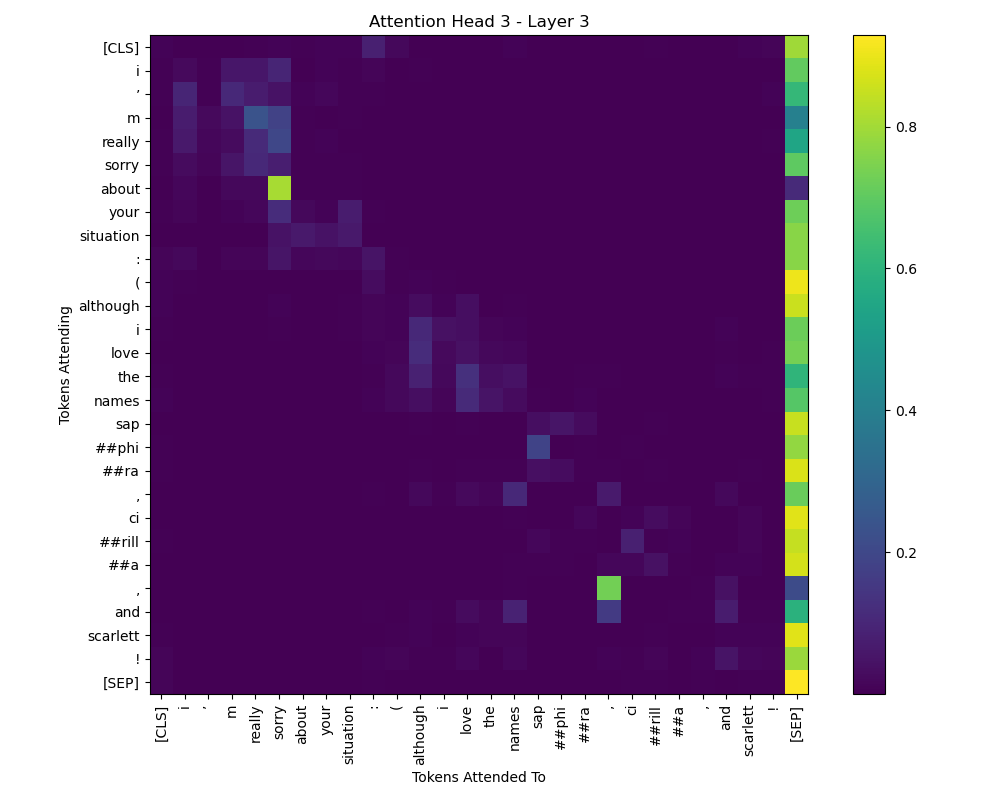 Attention Head 3 - Layer 3
Tokens Attending
[CLS]
i
’
m
really
sorry
about
your
situation
:
(
although
i
love
the
names
sap
##phi
##ra
,
ci
##rill
##a
,
and
scarlett
!
[SEP]
[CLS]
i
’
m
really
sorry
about
your
situation
:
(
although
i
love
the
names
sap
##phi
##ra
,
ci
##rill
##a
,
and
scarlett
!
[SEP]
Tokens Attended To
0.8
0.6
0.4
0.2